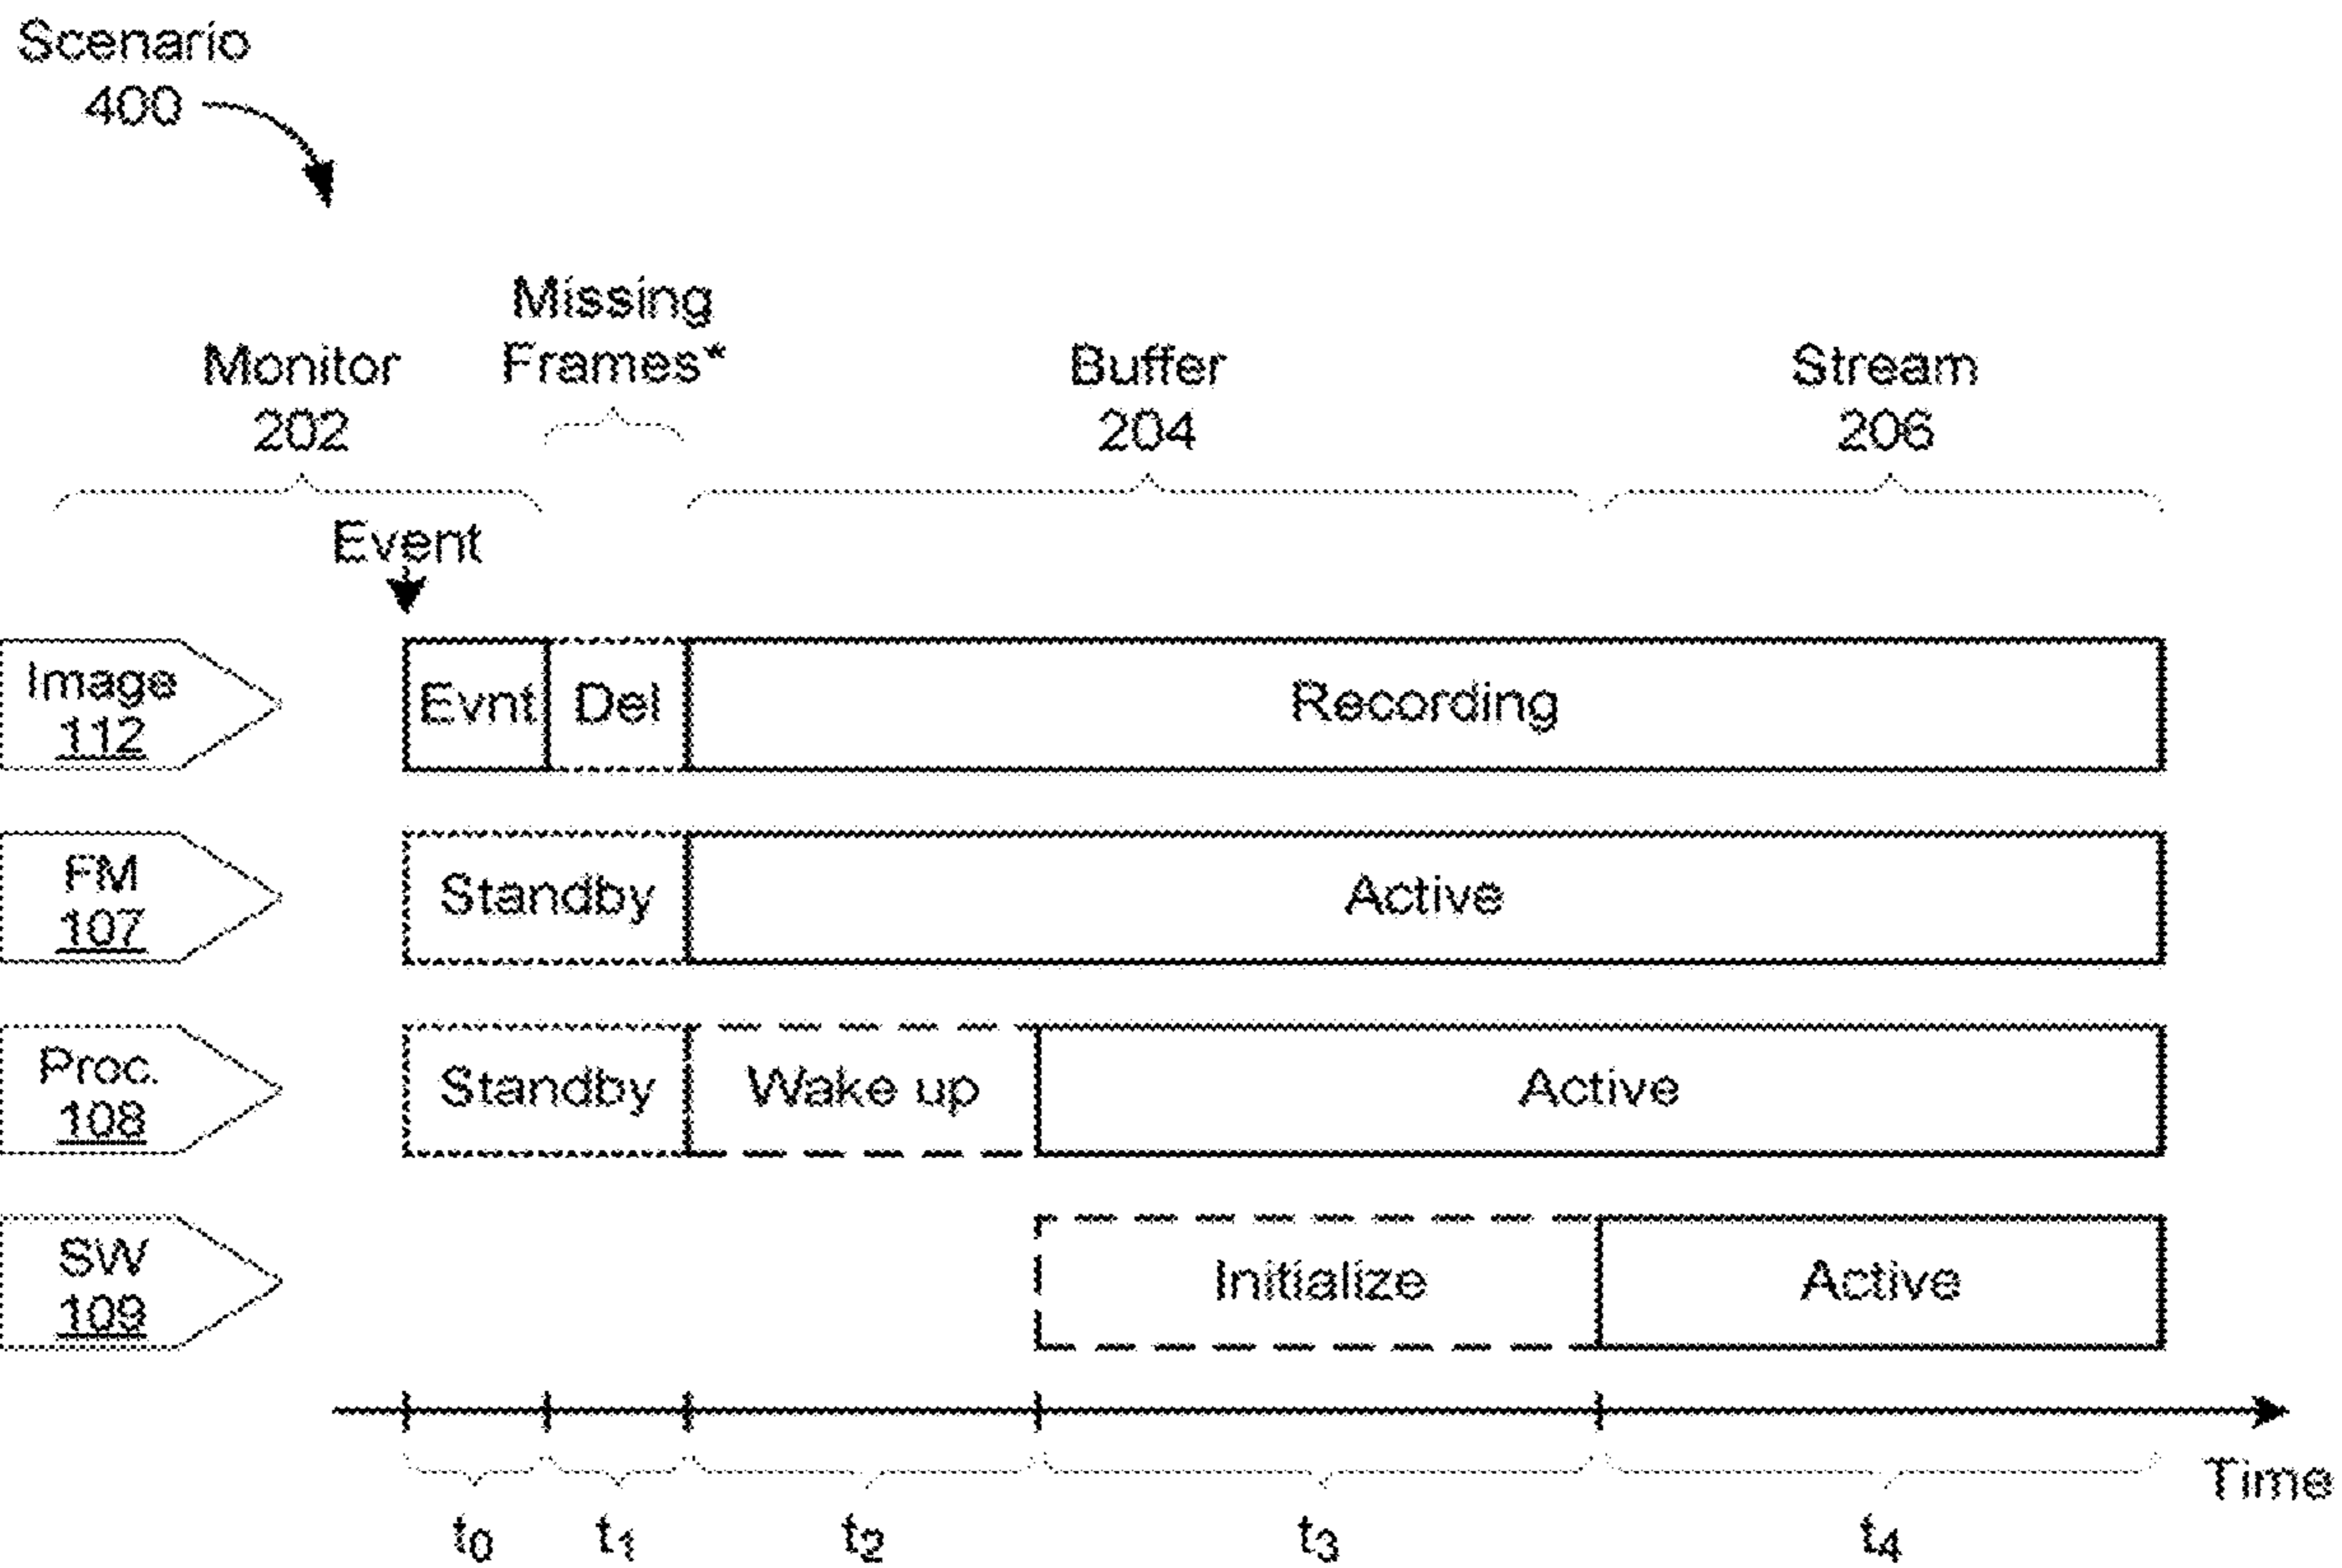 Scenario
400
Missing
Frames*
Monitor
202
Buffer
204
Stream
206
Event
Image
112
Evnt
Del
Recording
FM
107
Standby
Active
Proc.
108
Standby
Wake up
Active
SW
109
Initialize
Active
Time
t0
t1
t2
t3
t4